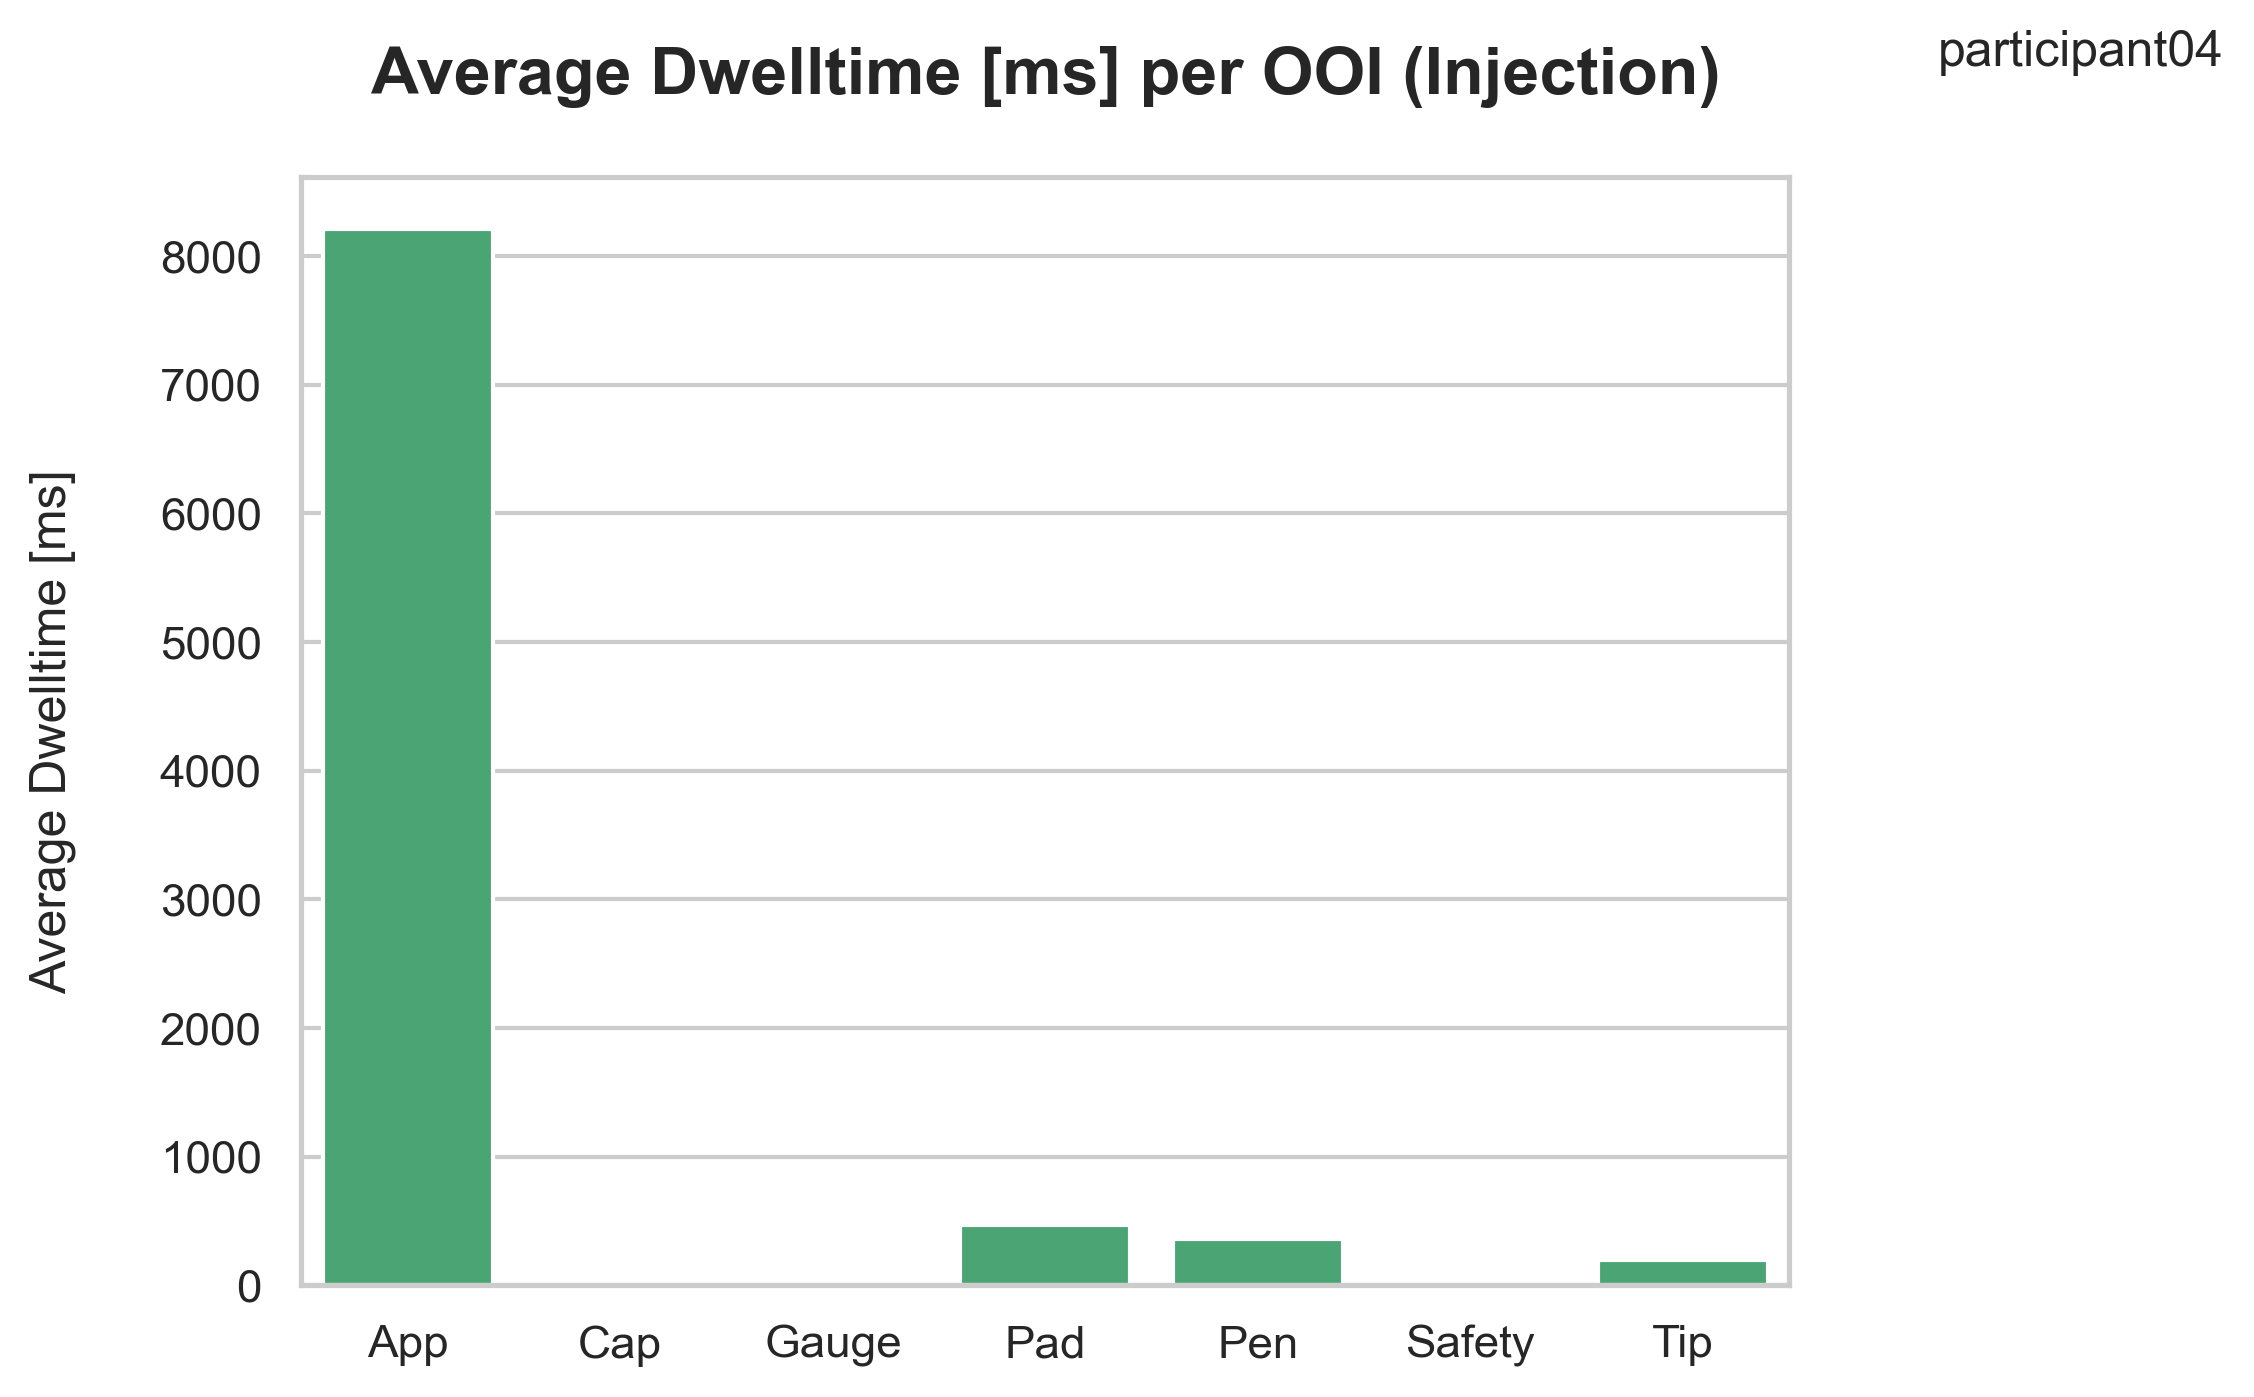 Average Dwelltime [ms] per OOI (Injection)
participant04
Average Dwelltime [ms]
8000
7000
6000
5000
4000
3000
2000
1000
0
App Cap Gauge Pad Pen Safety Tip